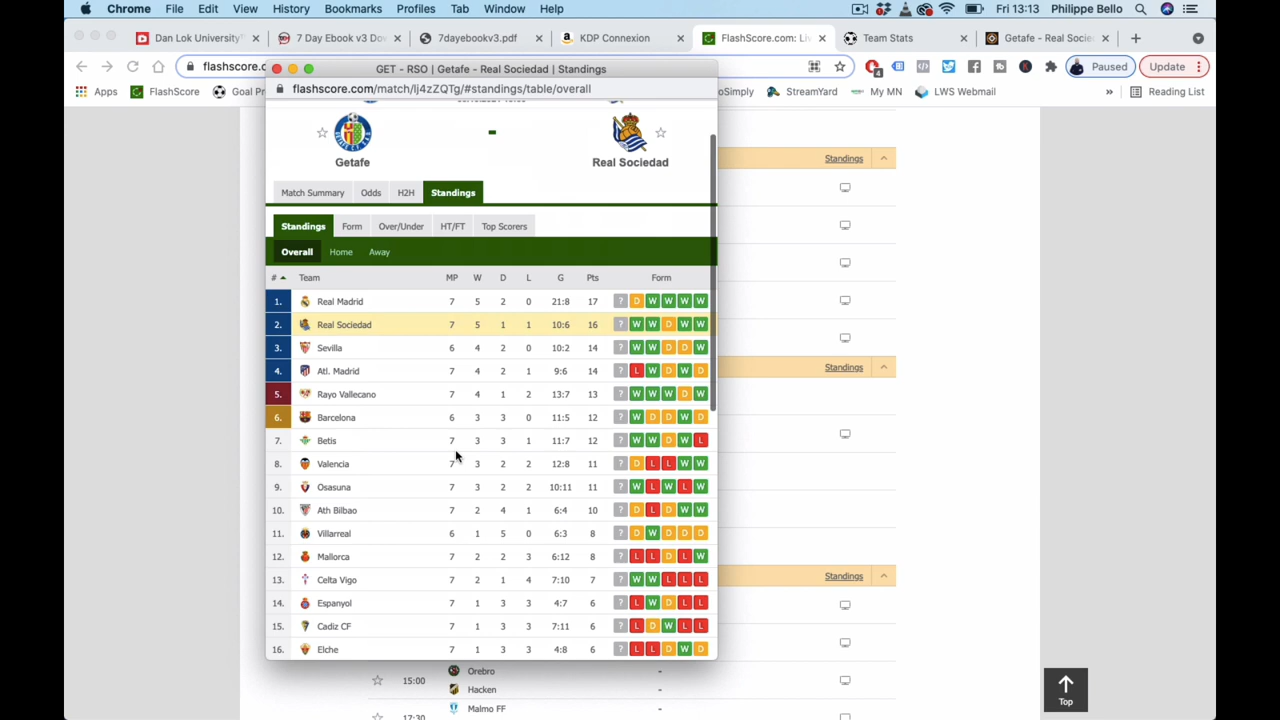 Chrome File Edit View History Bookmarks Profiles Tab Window Help Fri 13:13 Philippe Bello
Dan Lok University 7 Day Ebook v3 Do 7dayebookv3.pdf KDP Connexion FlashScore.com: Li Team Stats Getafe - Real Socie
flashscore.c Paused Update
Apps FlashScore Goal Pr oSimply StreamYard My MN LWS Webmail » Reading List
GET - RSO | Getafe - Real Sociedad | Standings
flashscore.com/match/lj4zZQTg/#standings/table/overall
Getafe - Real Sociedad
Match Summary Odds H2H Standings
Standings Form Over/Under HT/FT Top Scorers
Overall Home Away
# Team MP W D L G Pts Form
1. Real Madrid 7 5 2 0 21:8 17 ? D W W W W
2. Real Sociedad 7 5 1 1 10:6 16 ? W W D W W
3. Sevilla 6 4 2 0 10:2 14 ? W W D D W
4. Atl. Madrid 7 4 2 1 9:6 14 ? L W D W D
5. Rayo Vallecano 7 4 1 2 13:7 13 ? W W W D W
6. Barcelona 6 3 3 0 11:5 12 ? W D D W D
7. Betis 7 3 3 1 11:7 12 ? W W D W L
8. Valencia 7 3 2 2 12:8 11 ? D L L W W
9. Osasuna 7 3 2 2 10:11 11 ? W L W L W
10. Ath Bilbao 7 2 4 1 6:4 10 ? D L D W W
11. Villarreal 6 1 5 0 6:3 8 ? D W D D D
12. Mallorca 7 2 2 3 6:12 8 ? L L D L W
13. Celta Vigo 7 2 1 4 7:10 7 ? W W L L L
14. Espanyol 7 1 3 3 4:7 6 ? L W D L L
15. Cadiz CF 7 1 3 3 7:11 6 ? L D W L L
16. Elche 7 1 3 3 4:8 6 ? L L D W D
Standings
Standings
Standings
Orebro -
15:00
Hacken -
Malmo FF -
17:30
Top